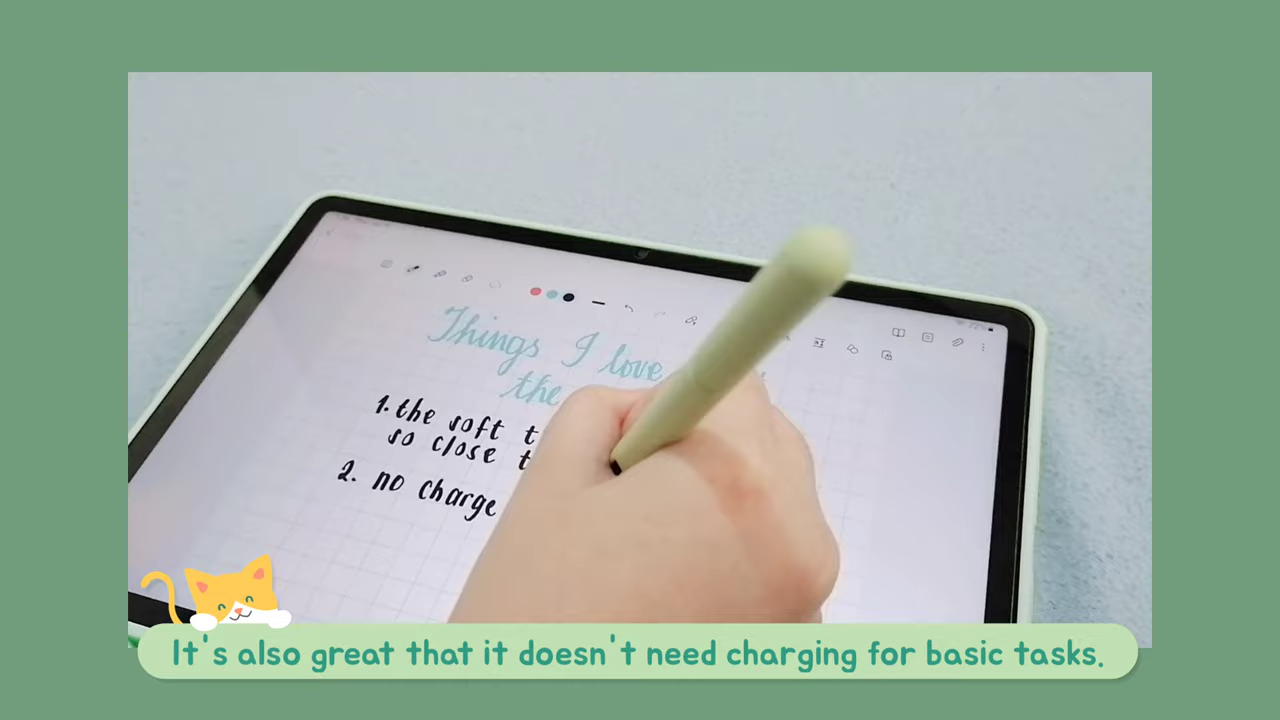 Things I love
the
1. the soft t
so close t
2. no charge
It's also great that it doesn't need charging for basic tasks.